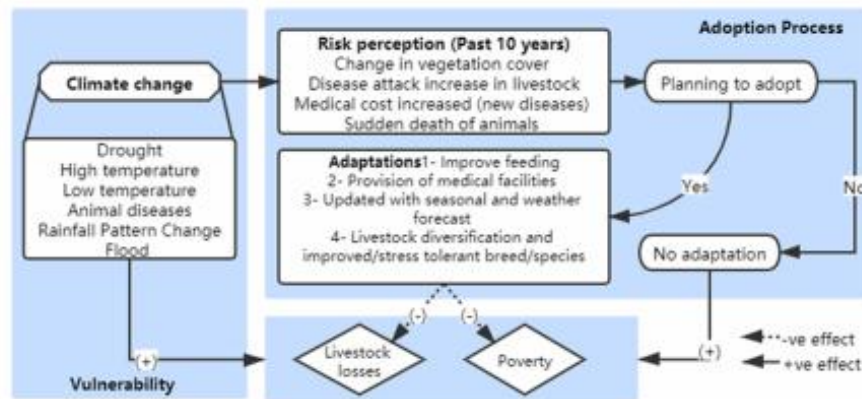 Adoption Process
Climate change
Drought
High temperature
Low temperature
Animal diseases
Rainfall Pattern Change
Flood
Risk perception (Past 10 years)
Change in vegetation cover
Disease attack increase in livestock
Medical cost increased (new diseases)
Sudden death of animals
Planning to adopt
Yes
No
Adaptations1- Improve feeding
2- Provision of medical facilities
3- Updated with seasonal and weather
forecast
4- Livestock diversification and
improved/stress tolerant breed/species
No adaptation
(-)
(-)
(+)
(+)
Livestock
losses
Poverty
Vulnerability
-ve effect
+ve effect